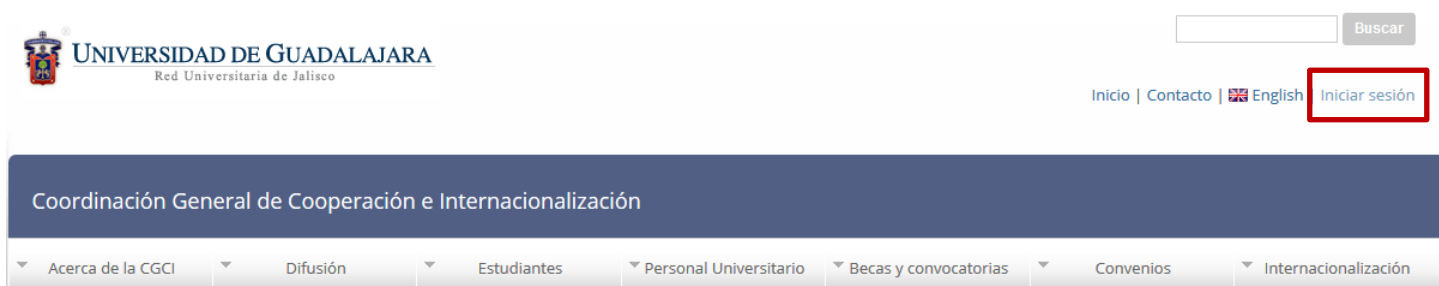 Buscar
UNIVERSIDAD DE GUADALAJARA
Red Universitaria de Jalisco
Inicio | Contacto | English | Iniciar sesión
Coordinación General de Cooperación e Internacionalización
Acerca de la CGCI Difusión Estudiantes Personal Universitario Becas y convocatorias Convenios Internacionalización